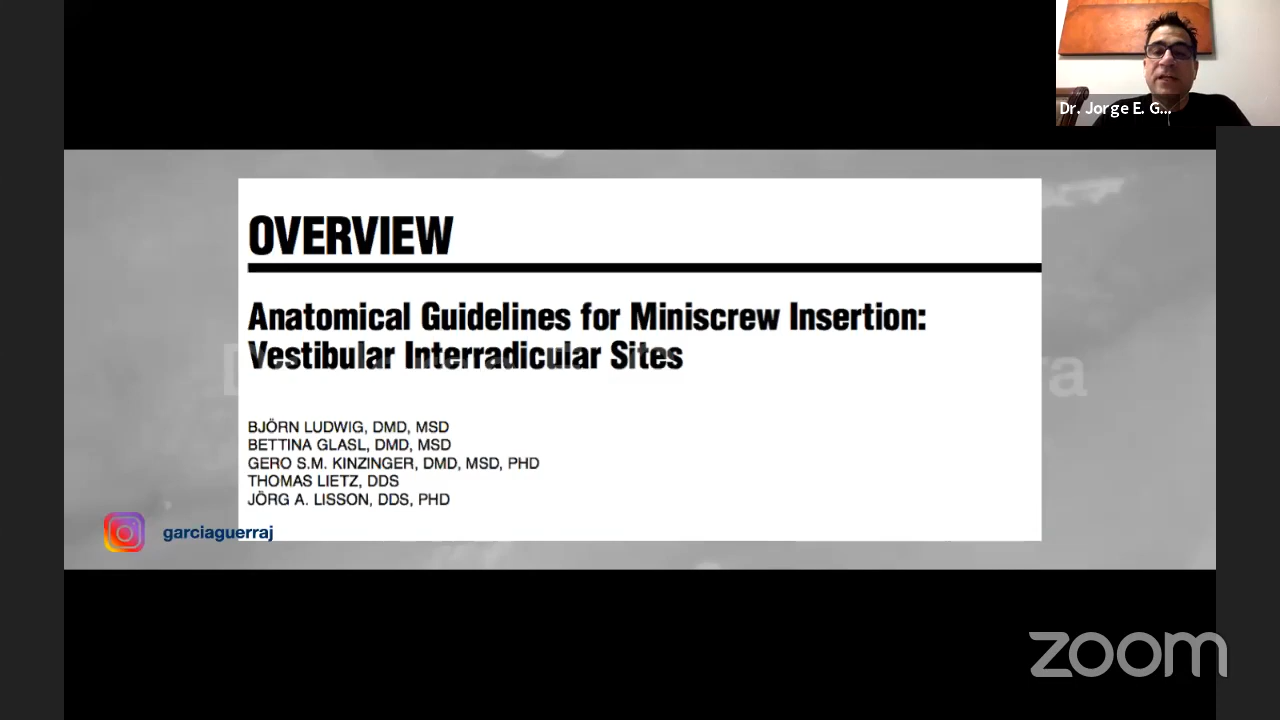 Dr. Jorge E. G...
OVERVIEW
Anatomical Guidelines for Miniscrew Insertion:
Vestibular Interradicular Sites
BJÖRN LUDWIG, DMD, MSD
BETTINA GLASL, DMD, MSD
GERO S.M. KINZINGER, DMD, MSD, PHD
THOMAS LIETZ, DDS
JÖRG A. LISSON, DDS, PHD
garciaguerraj
zoom